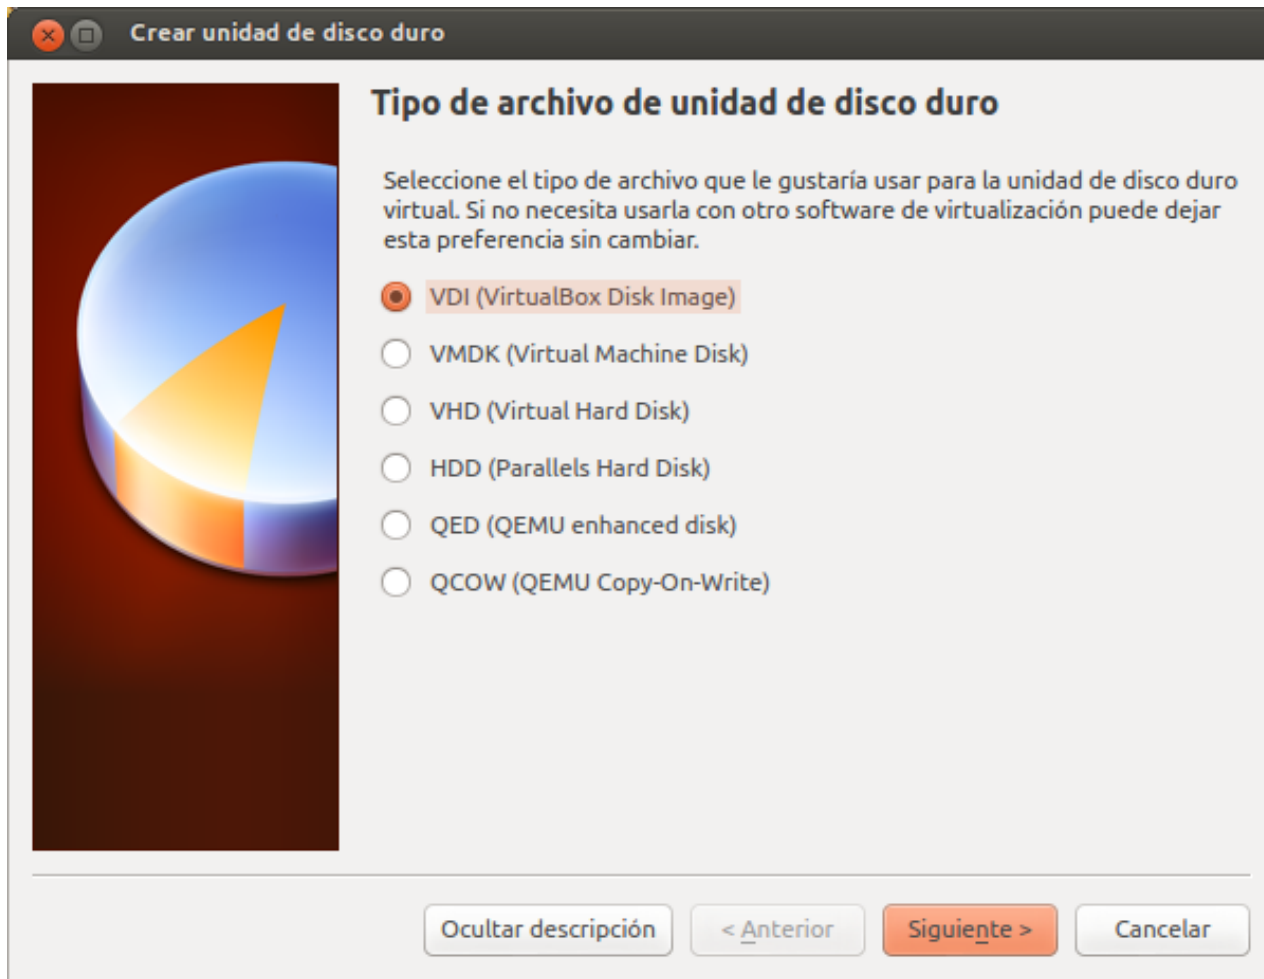 Crear unidad de disco duro
Tipo de archivo de unidad de disco duro
Seleccione el tipo de archivo que le gustaría usar para la unidad de disco duro
virtual. Si no necesita usarla con otro software de virtualización puede dejar
esta preferencia sin cambiar.
VDI (VirtualBox Disk Image)
VMDK (Virtual Machine Disk)
VHD (Virtual Hard Disk)
HDD (Parallels Hard Disk)
QED (QEMU enhanced disk)
QCOW (QEMU Copy-On-Write)
Ocultar descripción < Anterior Siguiente > Cancelar